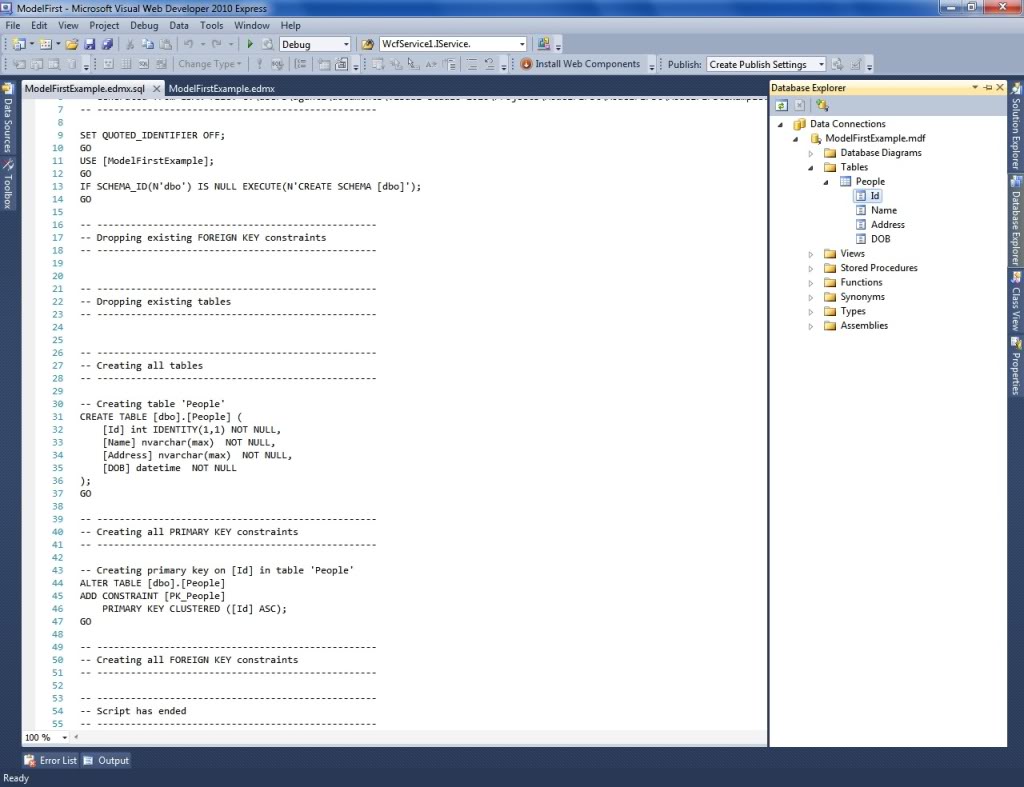 ModelFirst - Microsoft Visual Web Developer 2010 Express
File Edit View Project Debug Data Tools Window Help
Debug WcfService1.IService.
Change Type Install Web Components Publish: Create Publish Settings
Data Sources
Toolbox
ModelFirstExample.edmx.sql ModelFirstExample.edmx
7 -- --------------------------------------------------
8
9 SET QUOTED_IDENTIFIER OFF;
10 GO
11 USE [ModelFirstExample];
12 GO
13 IF SCHEMA_ID(N'dbo') IS NULL EXECUTE(N'CREATE SCHEMA [dbo]');
14 GO
15
16 -- --------------------------------------------------
17 -- Dropping existing FOREIGN KEY constraints
18 -- --------------------------------------------------
19
20
21 -- --------------------------------------------------
22 -- Dropping existing tables
23 -- --------------------------------------------------
24
25
26 -- --------------------------------------------------
27 -- Creating all tables
28 -- --------------------------------------------------
29
30 -- Creating table 'People'
31 CREATE TABLE [dbo].[People] (
32 [Id] int IDENTITY(1,1) NOT NULL,
33 [Name] nvarchar(max)  NOT NULL,
34 [Address] nvarchar(max)  NOT NULL,
35 [DOB] datetime  NOT NULL
36 );
37 GO
38
39 -- --------------------------------------------------
40 -- Creating all PRIMARY KEY constraints
41 -- --------------------------------------------------
42
43 -- Creating primary key on [Id] in table 'People'
44 ALTER TABLE [dbo].[People]
45 ADD CONSTRAINT [PK_People]
46 PRIMARY KEY CLUSTERED ([Id] ASC);
47 GO
48
49 -- --------------------------------------------------
50 -- Creating all FOREIGN KEY constraints
51 -- --------------------------------------------------
52
53 -- --------------------------------------------------
54 -- Script has ended
55 -- --------------------------------------------------
100 %
Database Explorer
Data Connections
ModelFirstExample.mdf
Database Diagrams
Tables
People
Id
Name
Address
DOB
Views
Stored Procedures
Functions
Synonyms
Types
Assemblies
Solution Explorer
Database Explorer
Class View
Properties
Error List Output
Ready